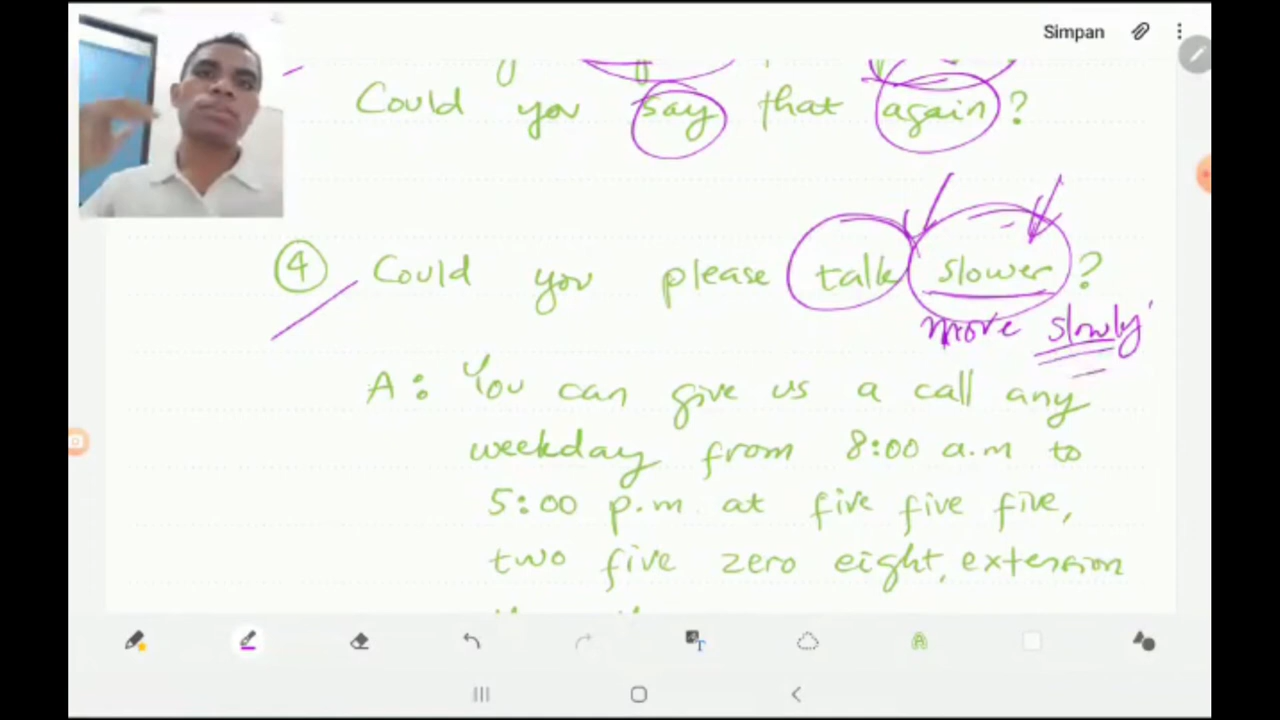 Simpan
Could you say that again?
4 Could you please talk slower?
more slowly
A: You can give us a call any
weekday from 8:00 a.m to
5:00 p.m at five five five,
two five zero eight, extension